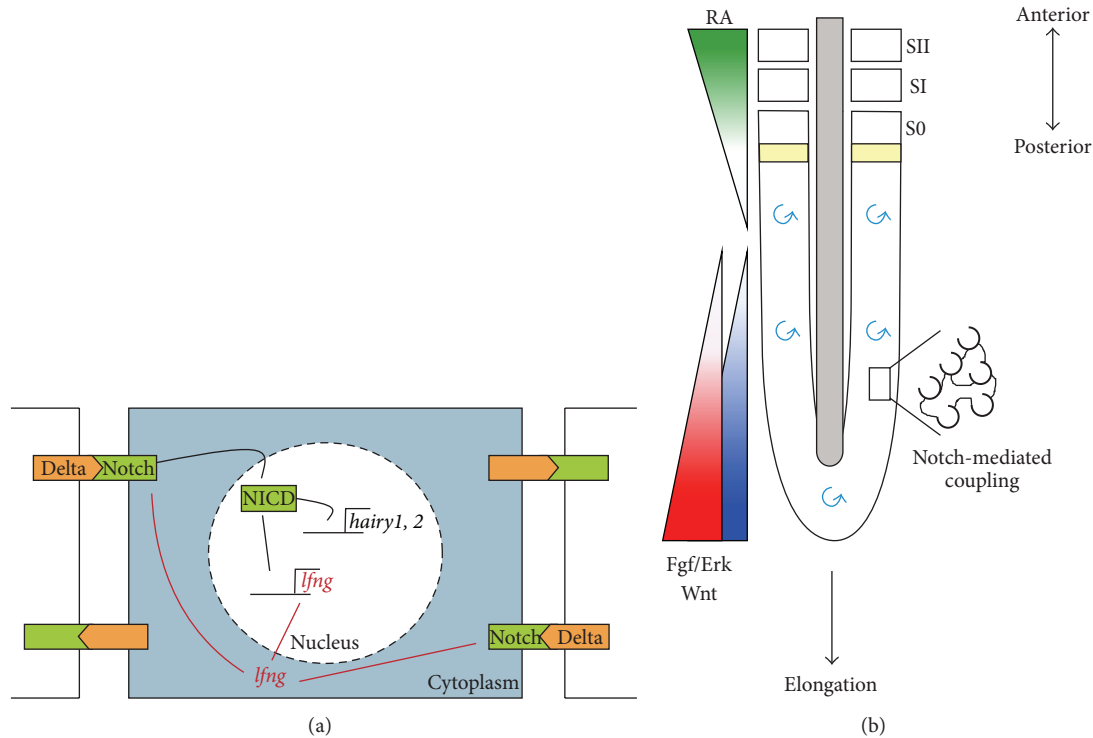 Delta
Notch
NICD
hairy1, 2
lfng
Nucleus
lfng
Cytoplasm
Notch
Delta
(a)
RA
SII
SI
S0
Anterior
Posterior
Notch-mediated
coupling
Fgf/Erk
Wnt
Elongation
(b)